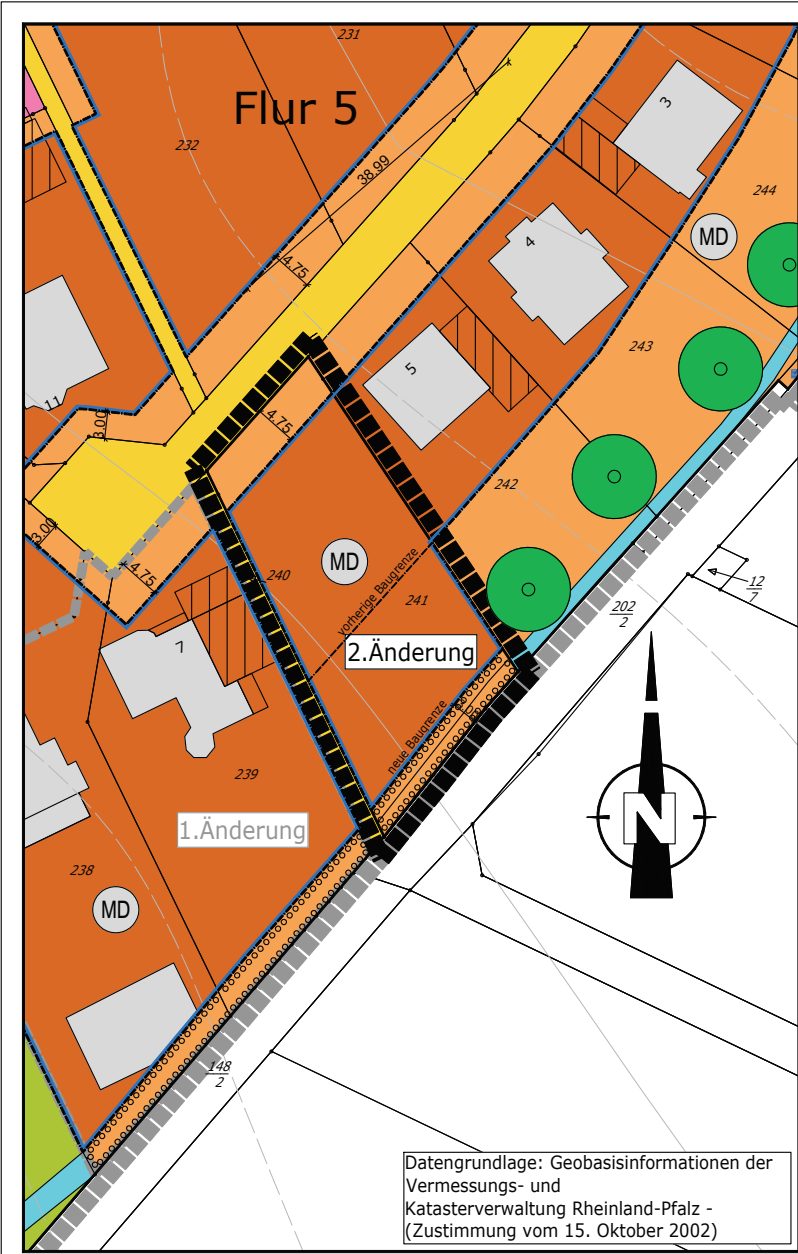 231
Flur 5
232
38.99
3
244
MD
4
4.75
243
5
11
3.00
4.75
242
3.00
MD
4.75
240
vorherige Baugrenze
241
12
7
202
2
7
2.Änderung
neue Baugrenze
239
1.Änderung
N
238
MD
148
2
Datengrundlage: Geobasisinformationen der
Vermessungs- und
Katasterverwaltung Rheinland-Pfalz -
(Zustimmung vom 15. Oktober 2002)